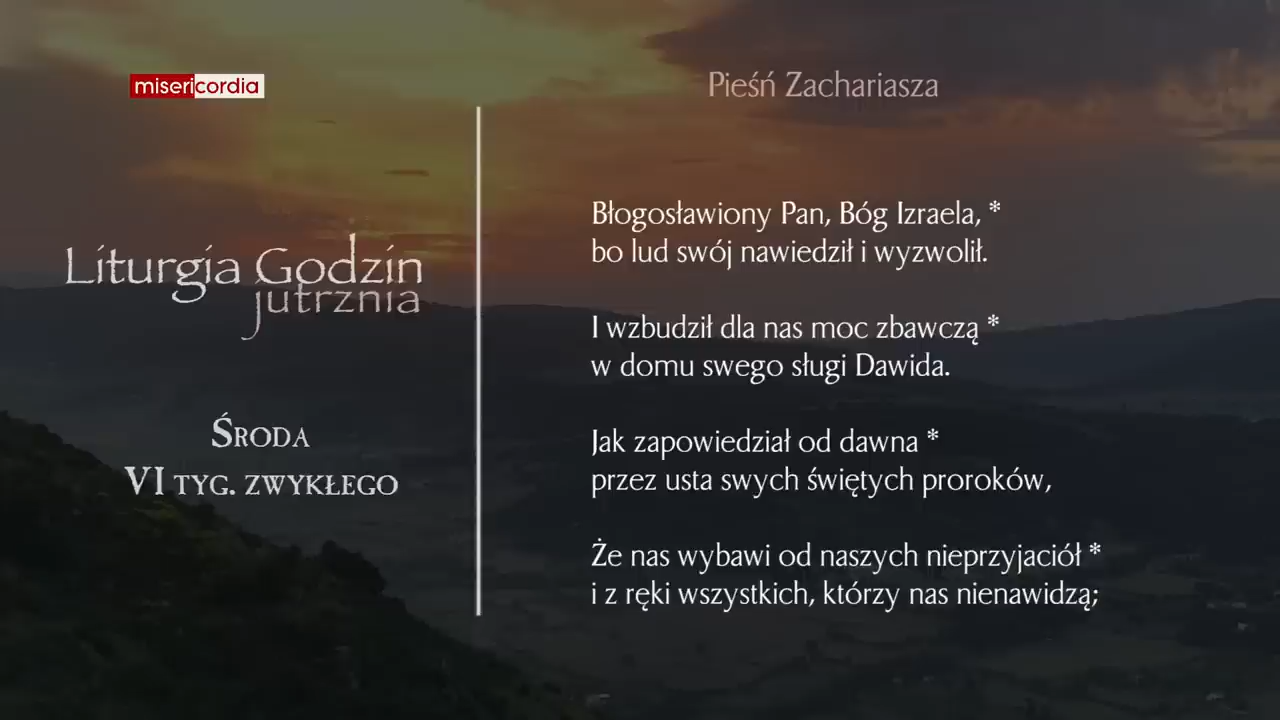 misericordia
Liturgia Godzin
jutrznia
Środa
VI tyg. zwykłego
Pieśń Zachariasza
Błogosławiony Pan, Bóg Izraela, *
bo lud swój nawiedził i wyzwolił.
I wzbudził dla nas moc zbawczą *
w domu swego sługi Dawida.
Jak zapowiedział od dawna *
przez usta swych świętych proroków,
Że nas wybawi od naszych nieprzyjaciół *
i z ręki wszystkich, którzy nas nienawidzą;